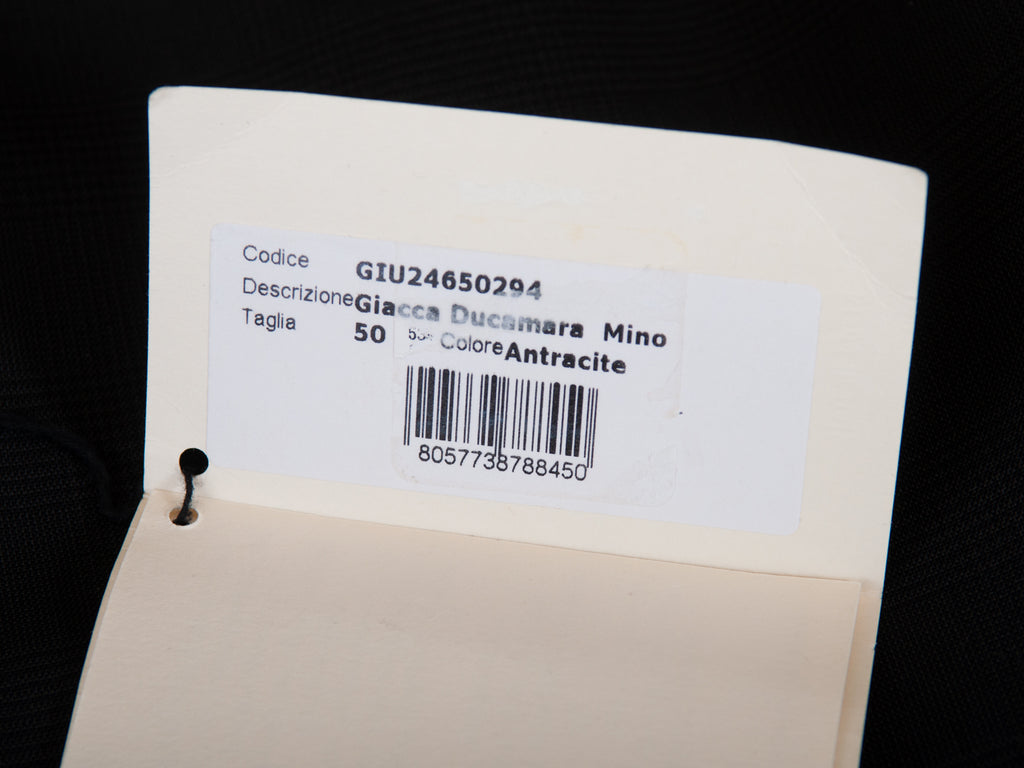 Codice GIU24650294
Descrizione Giacca Ducamara Mino
Taglia 50 Colore Antracite
8057738788450